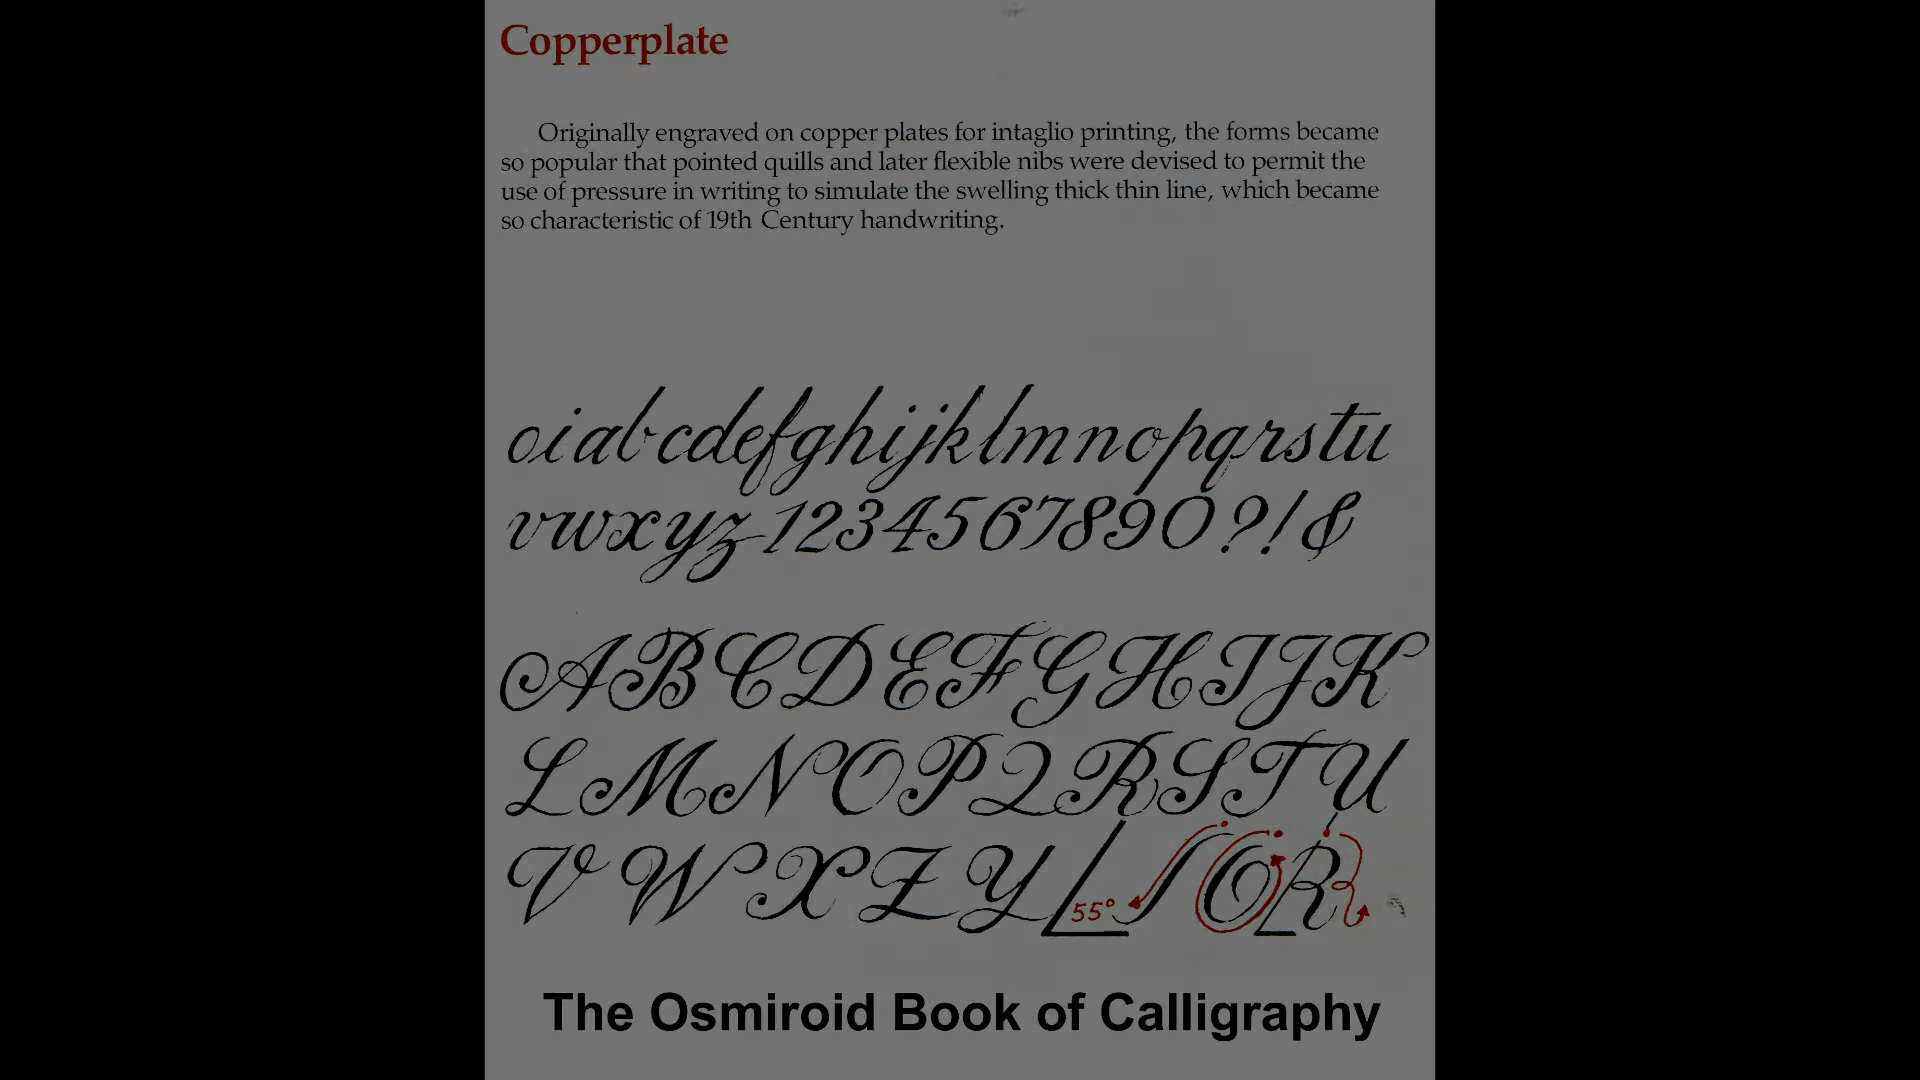 Copperplate
Originally engraved on copper plates for intaglio printing, the forms became
so popular that pointed quills and later flexible nibs were devised to permit the
use of pressure in writing to simulate the swelling thick thin line, which became
so characteristic of 19th Century handwriting.
oiabcdefghijklmnopqrstu
vwxyz1234567890?!&
ABCDEFGHIJK
LMNOPQRSTU
VWXZY 55° IOR
The Osmiroid Book of Calligraphy